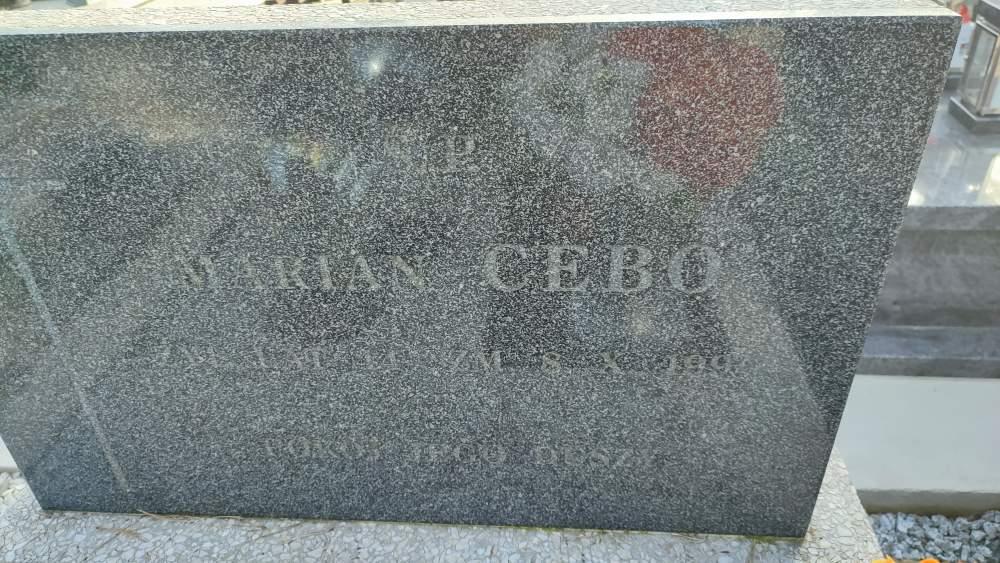 Ś P
MARIAN CEBO
ZM 8 X
POKÓJ JEGO DUSZY